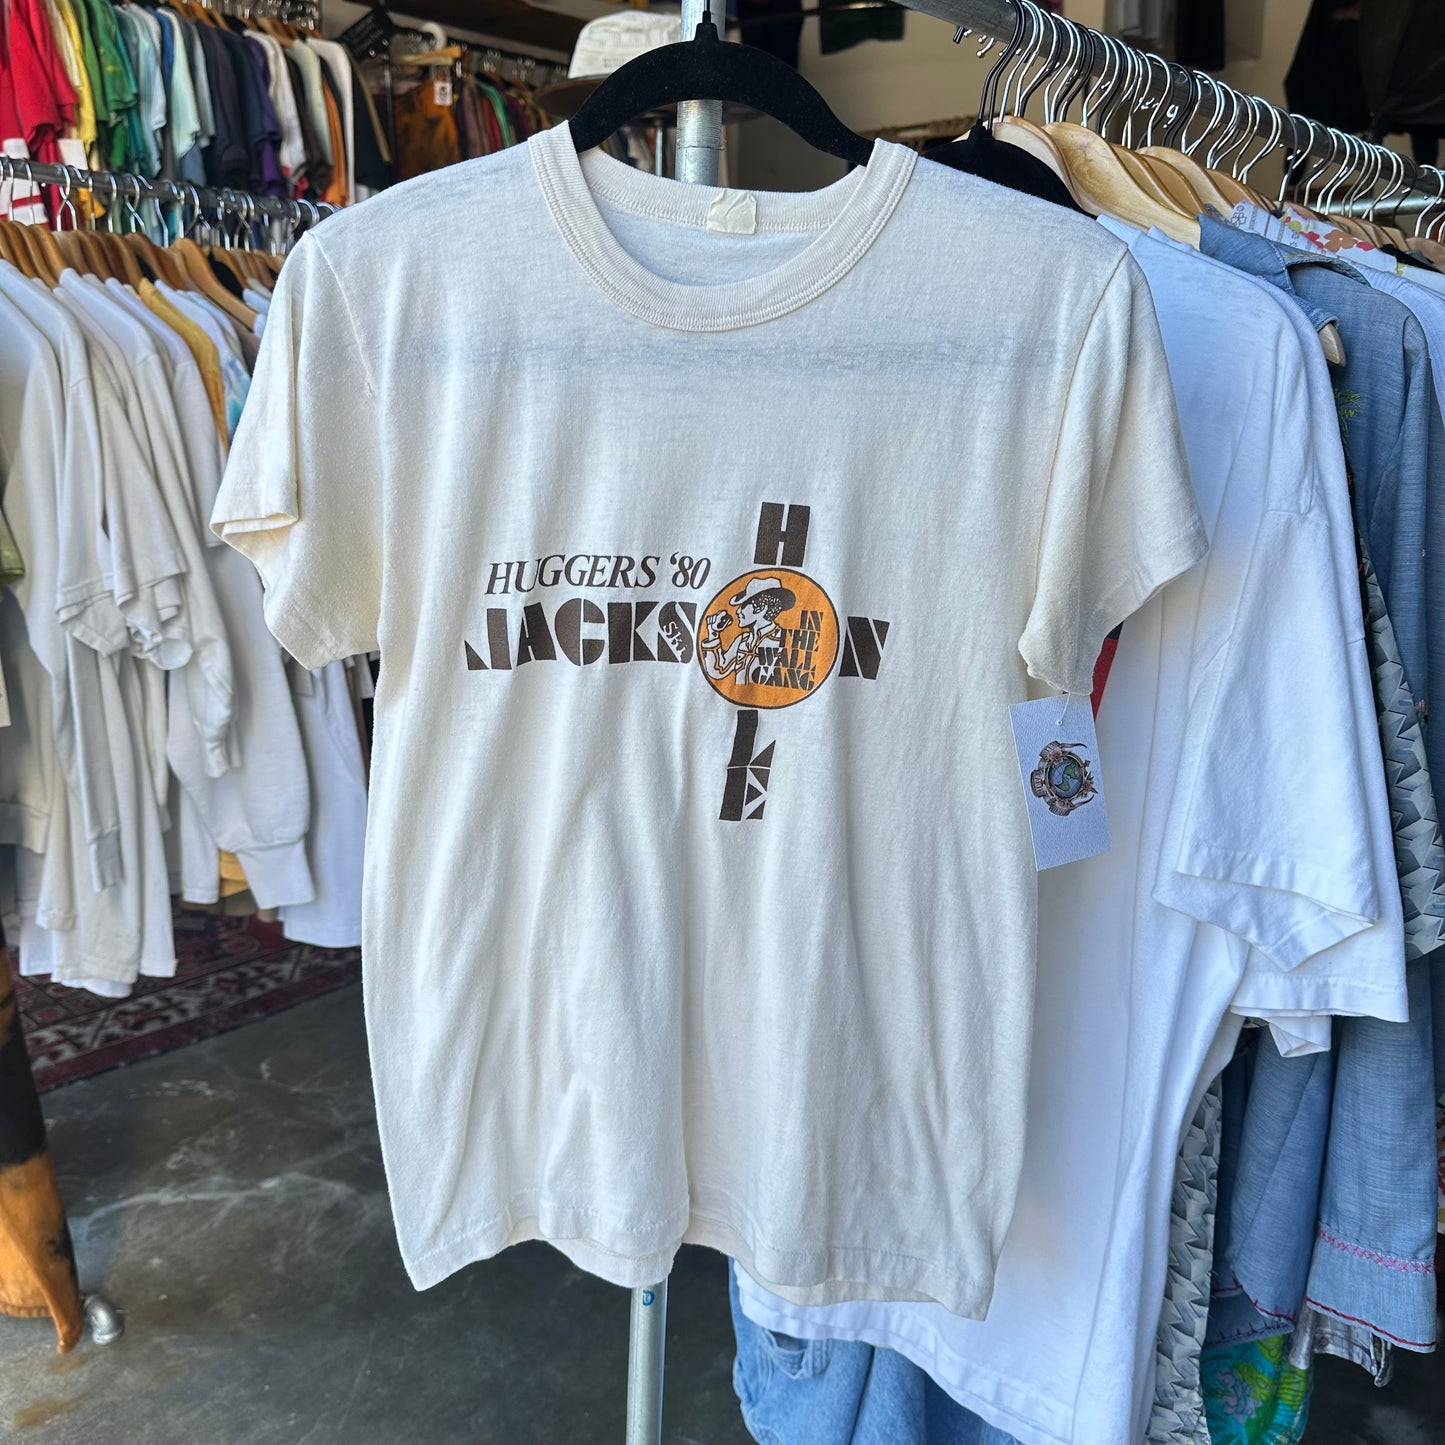 HUGGERS '80
JACKSON
Ski
HOLE
IN
THE
WALL
GANG